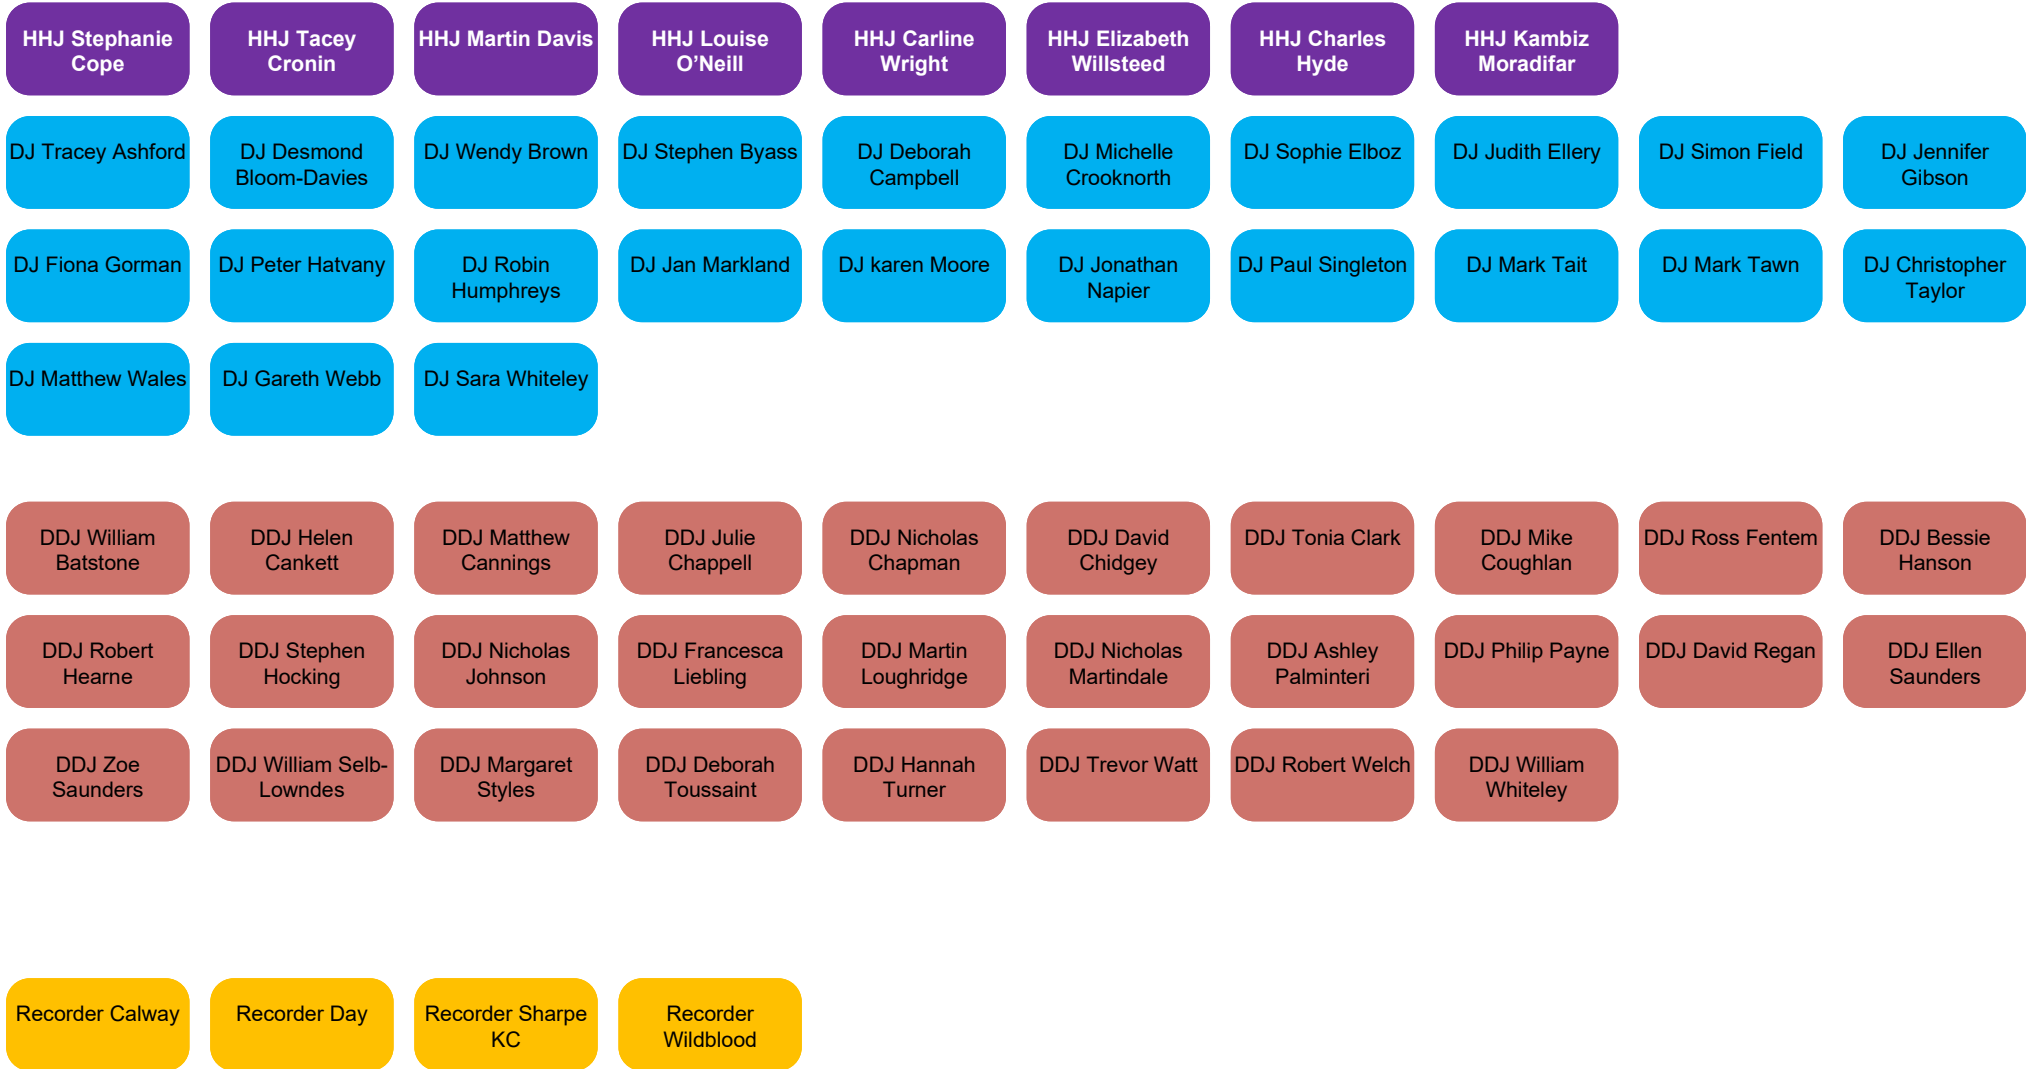 HHJ Stephanie
Cope
HHJ Tacey
Cronin
HHJ Martin Davis
HHJ Louise
O’Neill
HHJ Carline
Wright
HHJ Elizabeth
Willsteed
HHJ Charles
Hyde
HHJ Kambiz
Moradifar
DJ Tracey Ashford
DJ Desmond
Bloom-Davies
DJ Wendy Brown
DJ Stephen Byass
DJ Deborah
Campbell
DJ Michelle
Crooknorth
DJ Sophie Elboz
DJ Judith Ellery
DJ Simon Field
DJ Jennifer
Gibson
DJ Fiona Gorman
DJ Peter Hatvany
DJ Robin
Humphreys
DJ Jan Markland
DJ karen Moore
DJ Jonathan
Napier
DJ Paul Singleton
DJ Mark Tait
DJ Mark Tawn
DJ Christopher
Taylor
DJ Matthew Wales
DJ Gareth Webb
DJ Sara Whiteley
DDJ William
Batstone
DDJ Helen
Cankett
DDJ Matthew
Cannings
DDJ Julie
Chappell
DDJ Nicholas
Chapman
DDJ David
Chidgey
DDJ Tonia Clark
DDJ Mike
Coughlan
DDJ Ross Fentem
DDJ Bessie
Hanson
DDJ Robert
Hearne
DDJ Stephen
Hocking
DDJ Nicholas
Johnson
DDJ Francesca
Liebling
DDJ Martin
Loughridge
DDJ Nicholas
Martindale
DDJ Ashley
Palminteri
DDJ Philip Payne
DDJ David Regan
DDJ Ellen
Saunders
DDJ Zoe
Saunders
DDJ William Selb-
Lowndes
DDJ Margaret
Styles
DDJ Deborah
Toussaint
DDJ Hannah
Turner
DDJ Trevor Watt
DDJ Robert Welch
DDJ William
Whiteley
Recorder Calway
Recorder Day
Recorder Sharpe
KC
Recorder
Wildblood